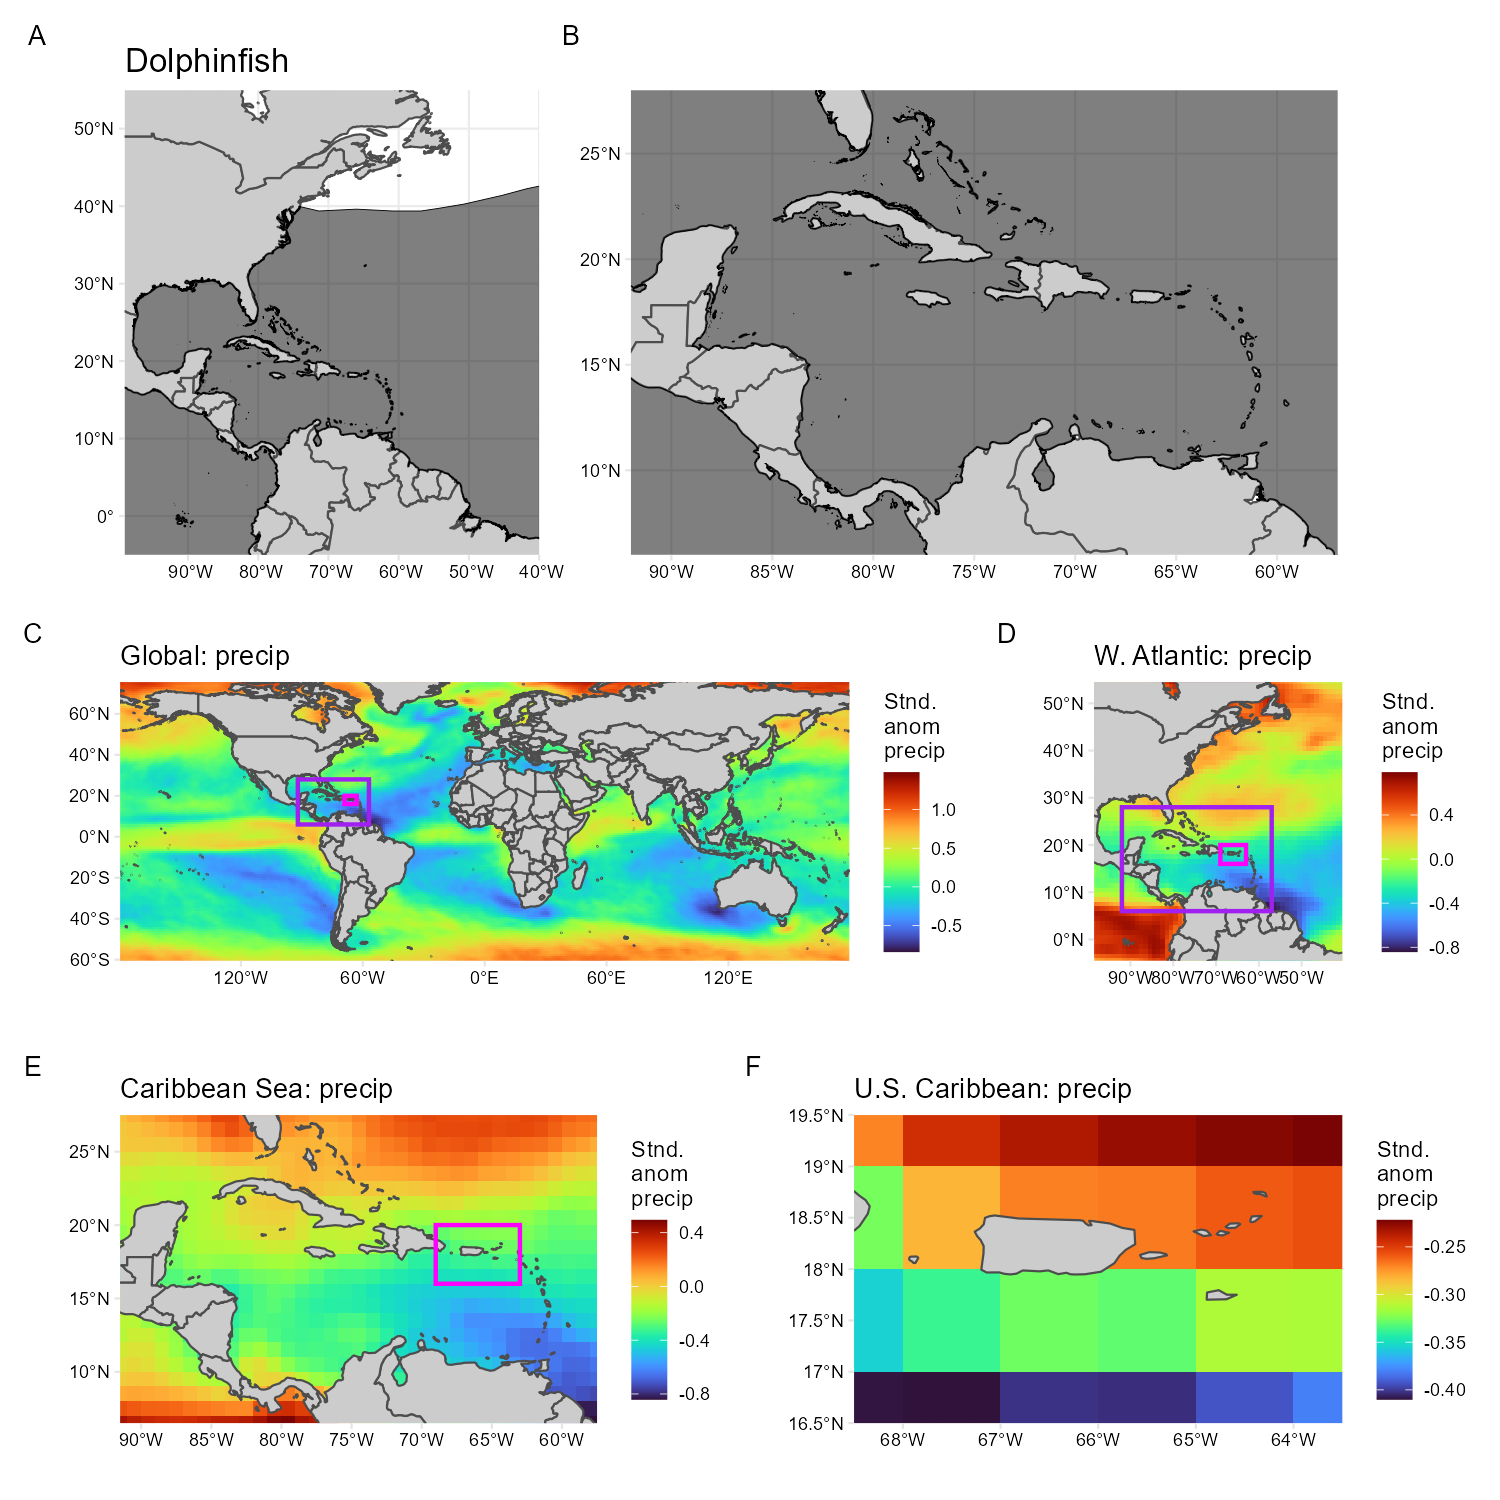 A
B
Dolphinfish
50°N
40°N
30°N
20°N
10°N
0°
90°W 80°W 70°W 60°W 50°W 40°W
25°N
20°N
15°N
10°N
90°W 85°W 80°W 75°W 70°W 65°W 60°W
C
Global: precip
60°N
40°N
20°N
0°N
20°S
40°S
60°S
120°W 60°W 0°E 60°E 120°E
Stnd.
anom
precip
1.0
0.5
0.0
-0.5
D
W. Atlantic: precip
50°N
40°N
30°N
20°N
10°N
0°N
90°W 80°W 70°W 60°W 50°W
Stnd.
anom
precip
0.4
0.0
-0.4
-0.8
E
Caribbean Sea: precip
25°N
20°N
15°N
10°N
90°W 85°W 80°W 75°W 70°W 65°W 60°W
Stnd.
anom
precip
0.4
0.0
-0.4
-0.8
F
U.S. Caribbean: precip
19.5°N
19°N
18.5°N
18°N
17.5°N
17°N
16.5°N
68°W 67°W 66°W 65°W 64°W
Stnd.
anom
precip
-0.25
-0.30
-0.35
-0.40